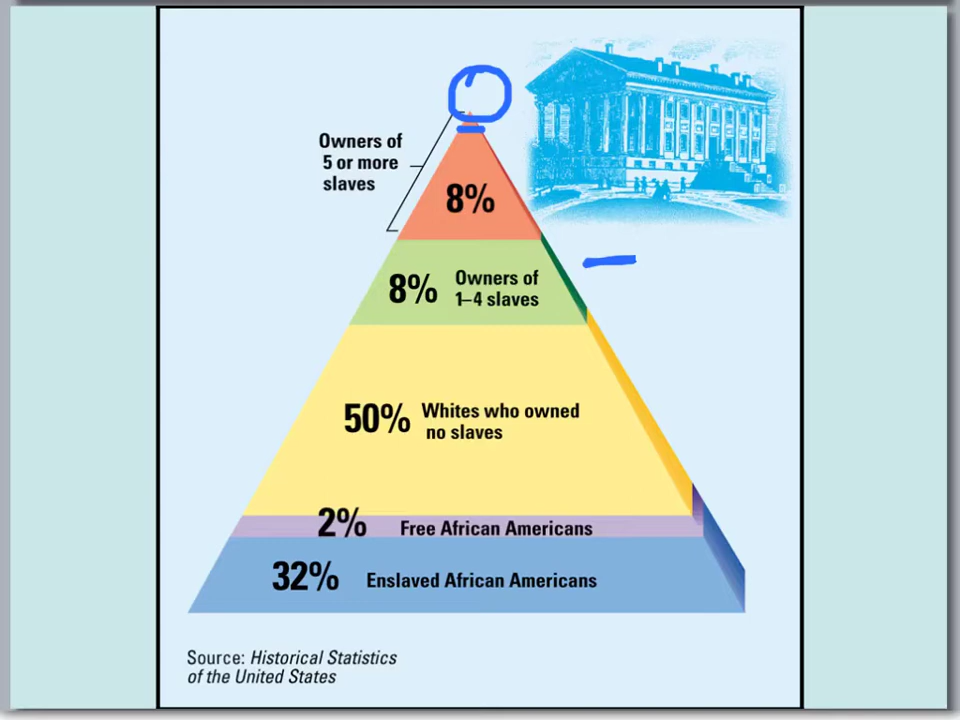 Owners of
5 or more
slaves
8%
8%
Owners of
1–4 slaves
50%
Whites who owned
no slaves
2%
Free African Americans
32%
Enslaved African Americans
Source: Historical Statistics
of the United States